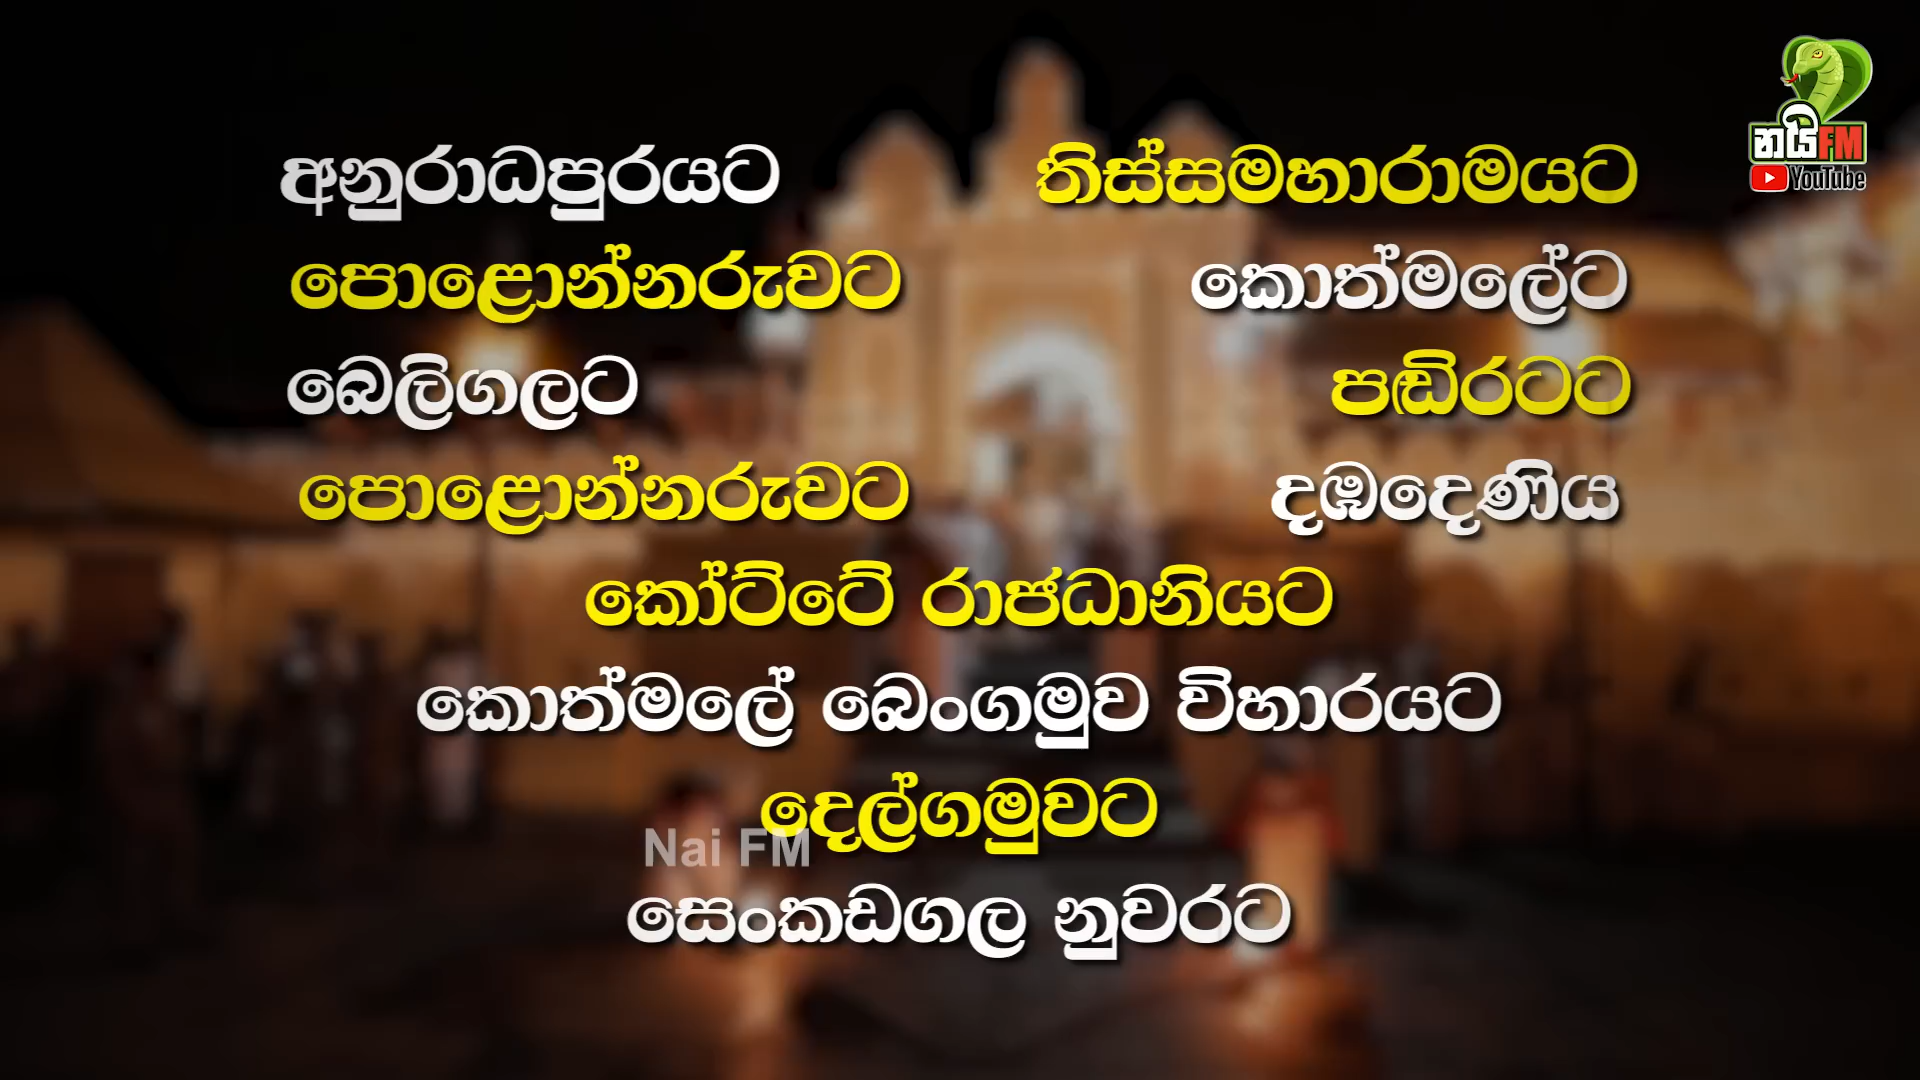 අනුරාධපුරයට තිස්සමහාරාමයට
පොළොන්නරුවට කොත්මලේට
බෙලිගලට පඬිරටට
පොළොන්නරුවට දඹදෙණිය
කෝට්ටේ රාජධානියට
කොත්මලේ බෙංගමුව විහාරයට
දෙල්ගමුවට
සෙංකඩගල නුවරට
Nai FM
නයි FM
YouTube